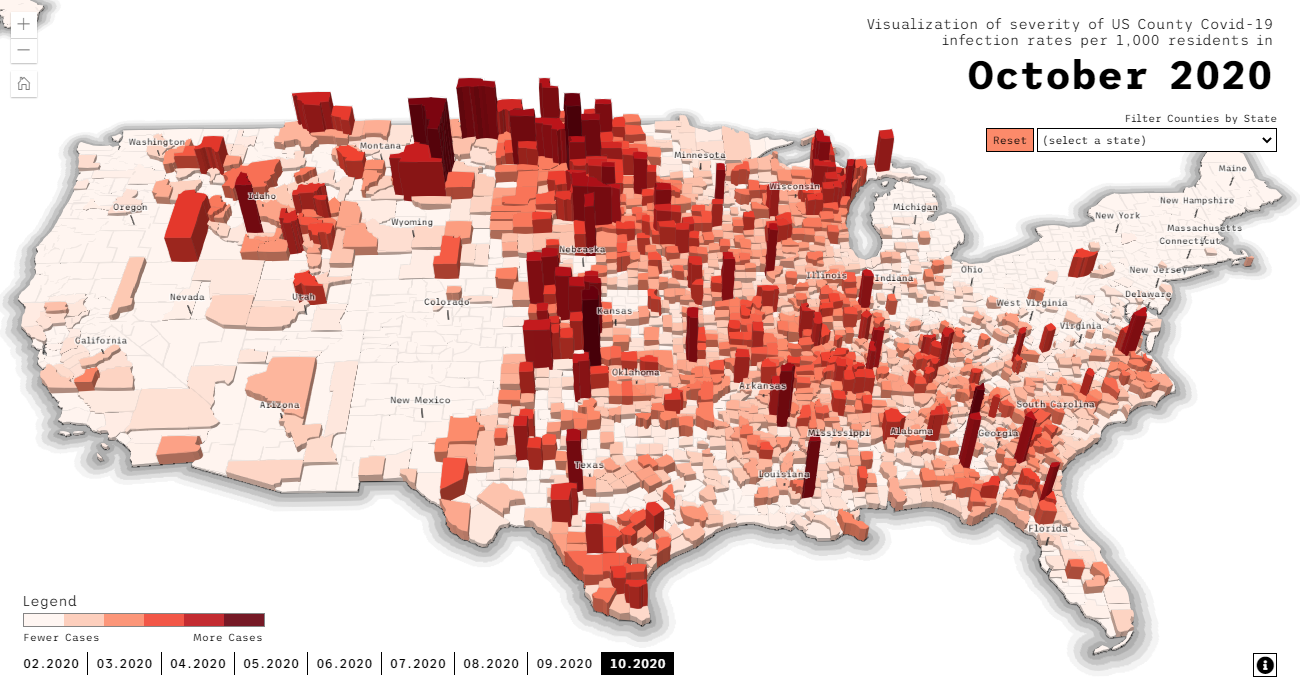 +
−
Visualization of severity of US County Covid-19
infection rates per 1,000 residents in
October 2020
Filter Counties by State
Reset (select a state)
Washington
Montana
Minnesota
Maine
Idaho
Wisconsin
Oregon
Wyoming
Michigan
New York
New Hampshire
Massachusetts
Connecticut
Nebraska
Nevada
Utah
Colorado
Illinois
Indiana
Ohio
New Jersey
Delaware
West Virginia
Virginia
Kansas
California
Oklahoma
Arkansas
New Mexico
Arizona
South Carolina
Mississippi
Alabama
Georgia
Texas
Louisiana
Florida
Legend
Fewer Cases More Cases
02.2020 03.2020 04.2020 05.2020 06.2020 07.2020 08.2020 09.2020 10.2020
i